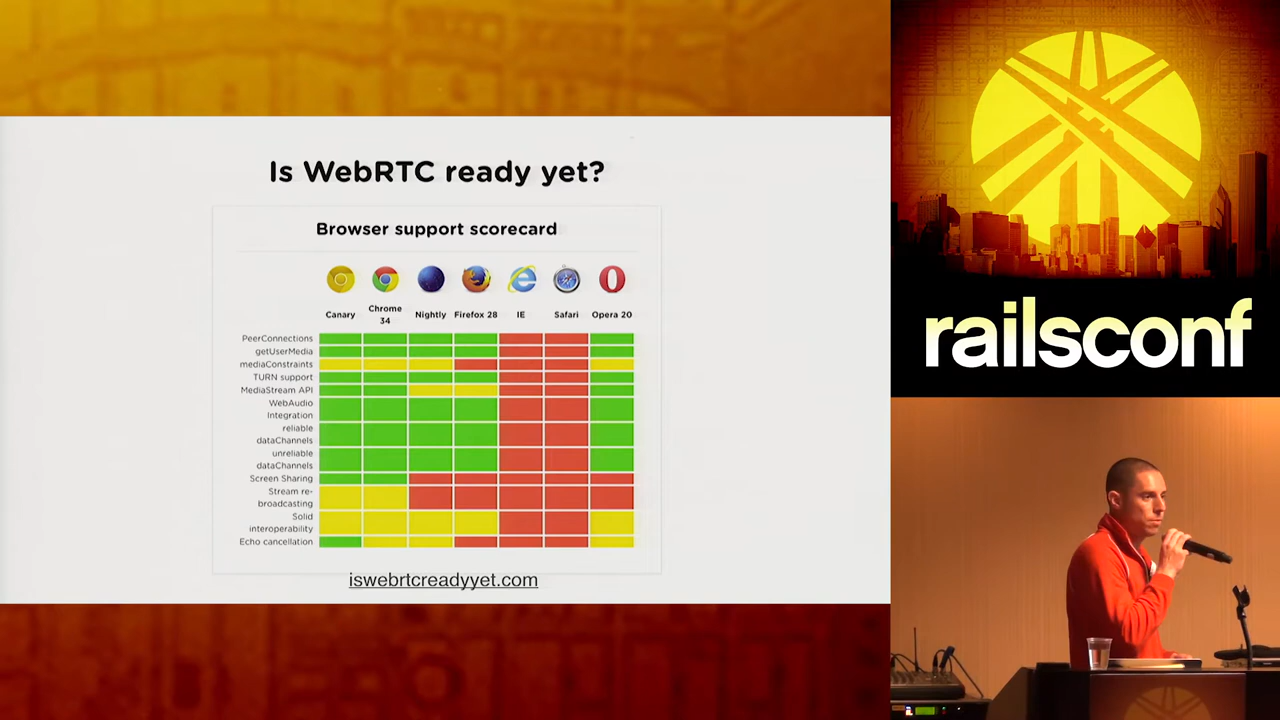 Is WebRTC ready yet?
Browser support scorecard
Canary
Chrome
34
Nightly
Firefox 28
IE
Safari
Opera 20
PeerConnections
getUserMedia
mediaConstraints
TURN support
MediaStream API
WebAudio
Integration
reliable
dataChannels
unreliable
dataChannels
Screen Sharing
Stream re-
broadcasting
Solid
interoperability
Echo cancellation
iswebrtcreadyyet.com
railsconf